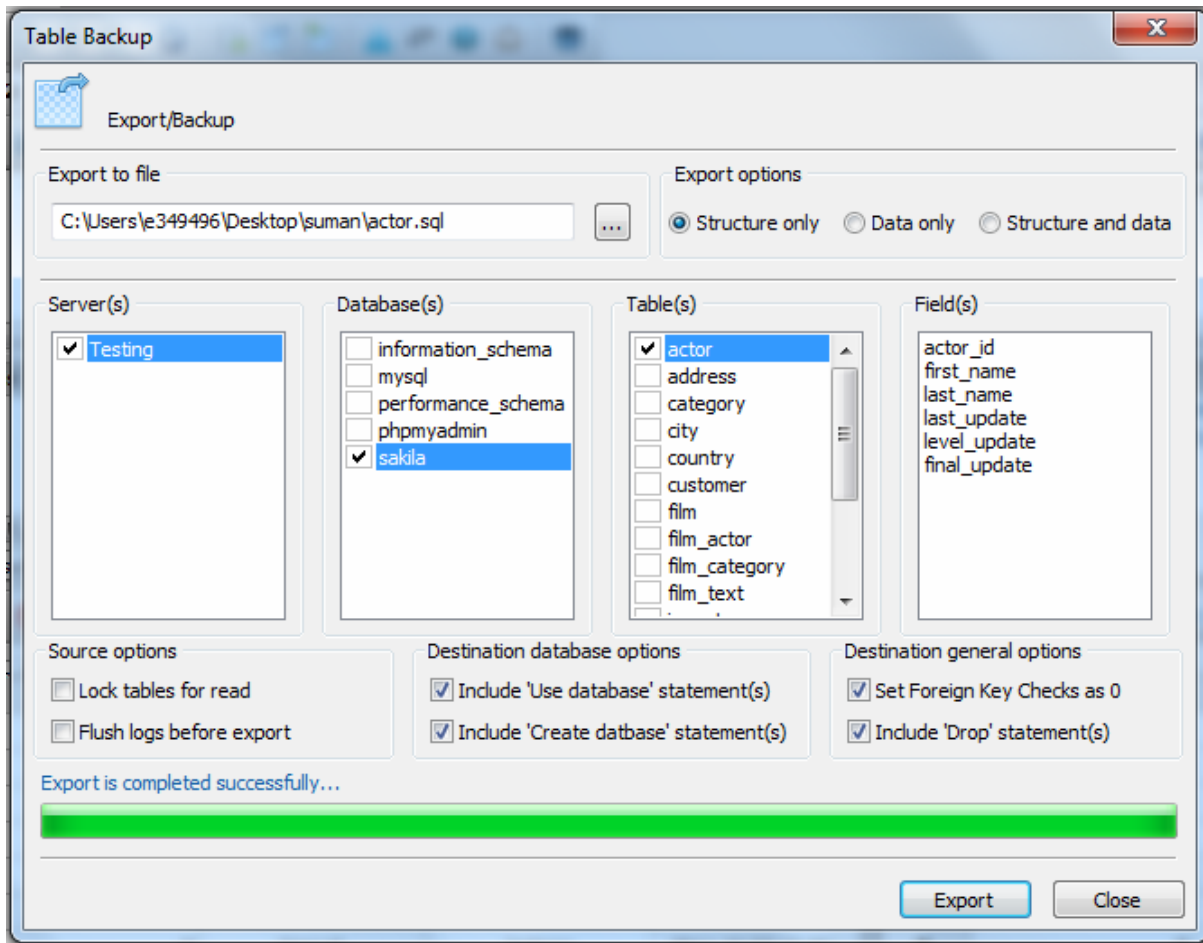 Table Backup
Export/Backup
Export to file
Export options
C:\Users\e349496\Desktop\suman\actor.sql
...
Structure only
Data only
Structure and data
Server(s)
Database(s)
Table(s)
Field(s)
Testing
information_schema
mysql
performance_schema
phpmyadmin
sakila
actor
address
category
city
country
customer
film
film_actor
film_category
film_text
actor_id
first_name
last_name
last_update
level_update
final_update
Source options
Lock tables for read
Flush logs before export
Destination database options
Include 'Use database' statement(s)
Include 'Create datbase' statement(s)
Destination general options
Set Foreign Key Checks as 0
Include 'Drop' statement(s)
Export is completed successfully...
Export
Close